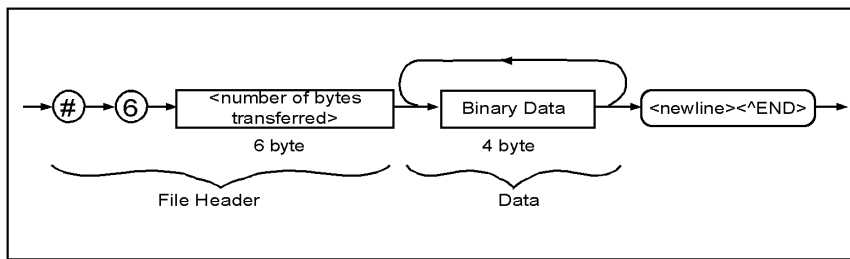 # 6 <number of bytes transferred> Binary Data <newline><^END>
6 byte 4 byte
File Header Data